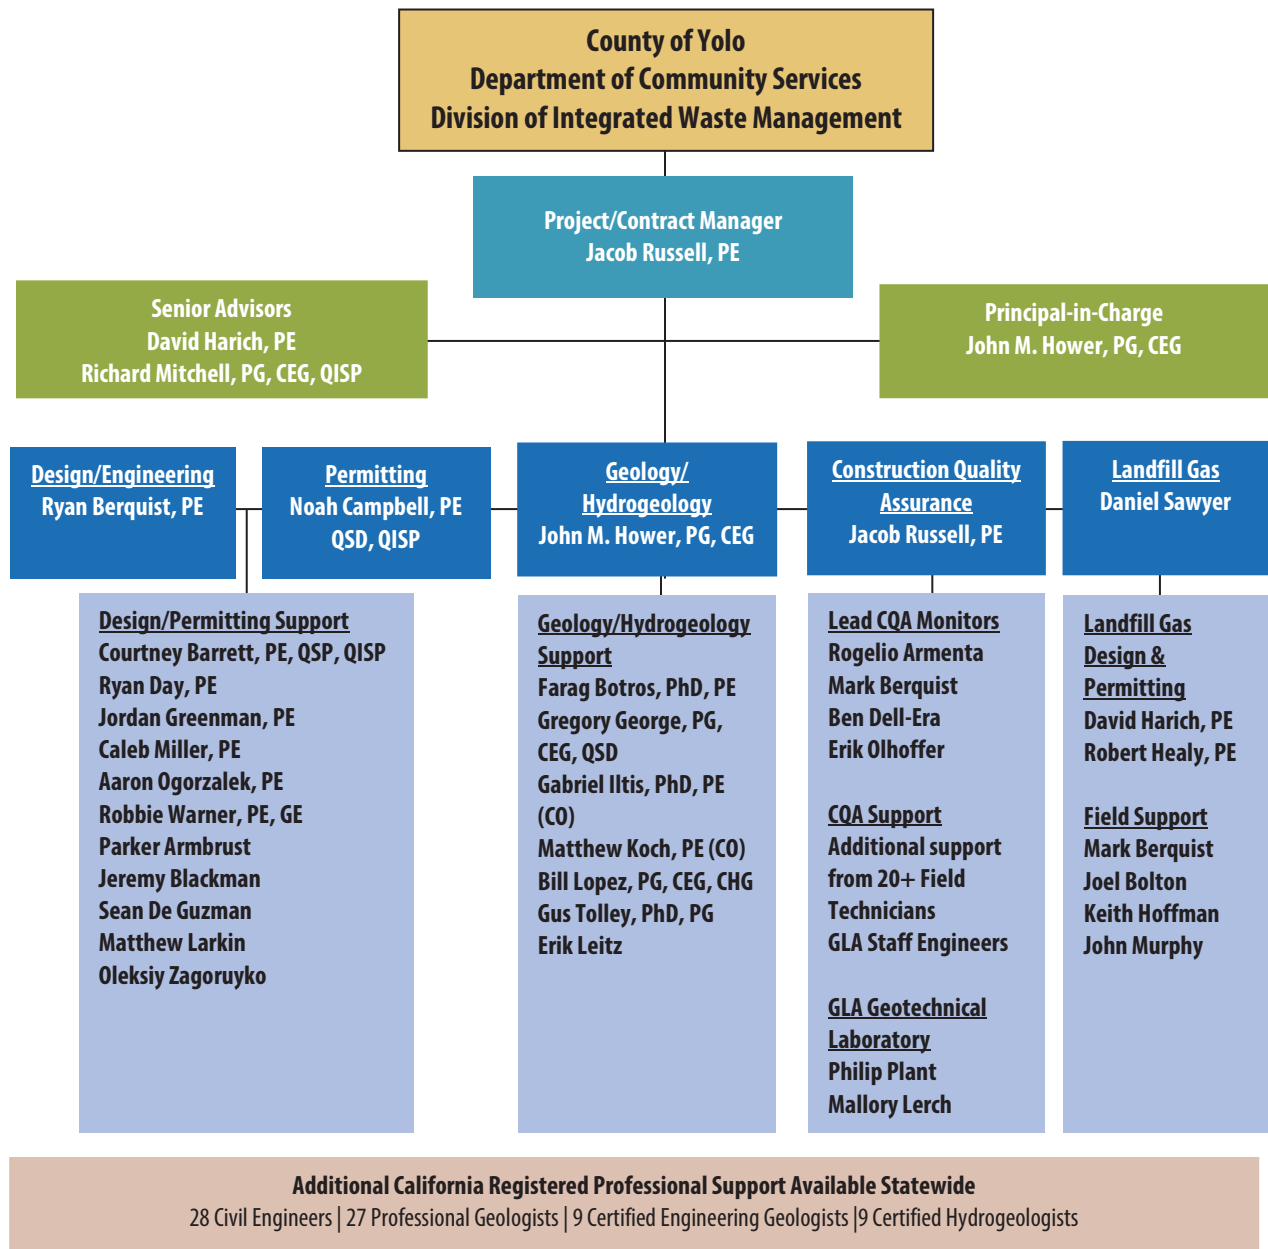 County of Yolo
Department of Community Services
Division of Integrated Waste Management
Project/Contract Manager
Jacob Russell, PE
Senior Advisors
David Harich, PE
Richard Mitchell, PG, CEG, QISP
Principal-in-Charge
John M. Hower, PG, CEG
Design/Engineering
Ryan Berquist, PE
Permitting
Noah Campbell, PE
QSD, QISP
Geology/
Hydrogeology
John M. Hower, PG, CEG
Construction Quality
Assurance
Jacob Russell, PE
Landfill Gas
Daniel Sawyer
Design/Permitting Support
Courtney Barrett, PE, QSP, QISP
Ryan Day, PE
Jordan Greenman, PE
Caleb Miller, PE
Aaron Ogorzalek, PE
Robbie Warner, PE, GE
Parker Armbrust
Jeremy Blackman
Sean De Guzman
Matthew Larkin
Oleksiy Zagoruyko
Geology/Hydrogeology
Support
Farag Botros, PhD, PE
Gregory George, PG,
CEG, QSD
Gabriel Iltis, PhD, PE
(CO)
Matthew Koch, PE (CO)
Bill Lopez, PG, CEG, CHG
Gus Tolley, PhD, PG
Erik Leitz
Lead CQA Monitors
Rogelio Armenta
Mark Berquist
Ben Dell-Era
Erik Olhoffer
CQA Support
Additional support
from 20+ Field
Technicians
GLA Staff Engineers
GLA Geotechnical
Laboratory
Philip Plant
Mallory Lerch
Landfill Gas
Design &
Permitting
David Harich, PE
Robert Healy, PE
Field Support
Mark Berquist
Joel Bolton
Keith Hoffman
John Murphy
Additional California Registered Professional Support Available Statewide
28 Civil Engineers | 27 Professional Geologists | 9 Certified Engineering Geologists |9 Certified Hydrogeologists